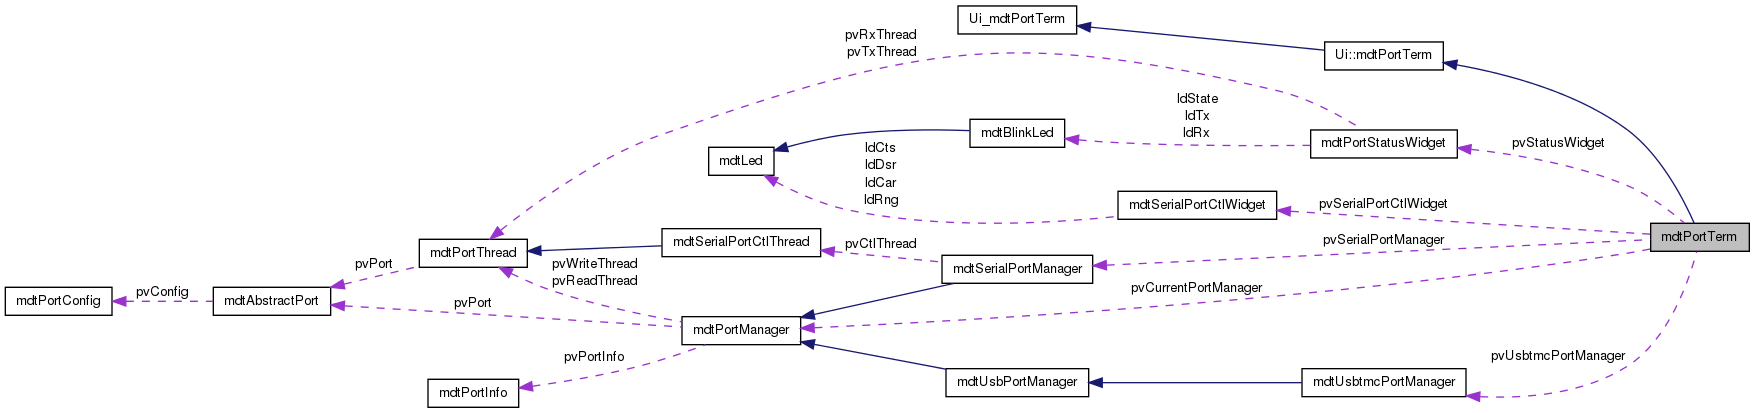 Ui_mdtPortTerm
pvRxThread
pvTxThread
Ui::mdtPortTerm
ldState
ldTx
ldRx
mdtBlinkLed
mdtPortStatusWidget
pvStatusWidget
mdtLed
ldCts
ldDsr
ldCar
ldRng
mdtSerialPortCtlWidget
pvSerialPortCtlWidget
mdtPortTerm
mdtSerialPortCtlThread
pvCtlThread
pvSerialPortManager
mdtPortThread
pvPort
pvWriteThread
pvReadThread
mdtSerialPortManager
pvCurrentPortManager
mdtPortConfig
pvConfig
mdtAbstractPort
pvPort
mdtPortManager
pvPortInfo
pvUsbtmcPortManager
mdtPortInfo
mdtUsbPortManager
mdtUsbtmcPortManager